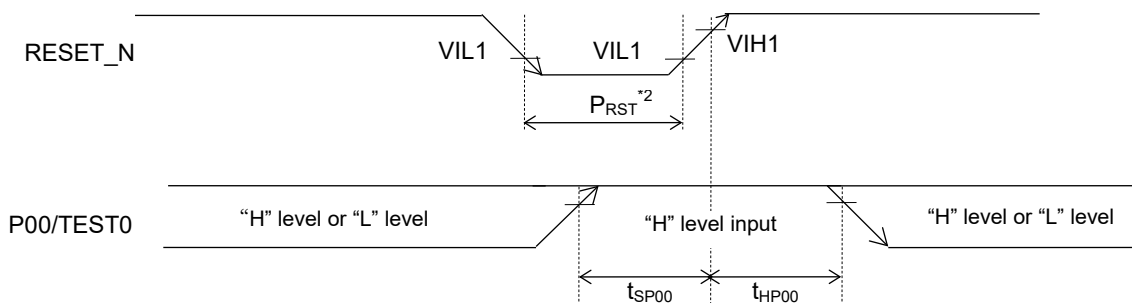 RESET_N
VIL1
VIL1
VIH1
PRST*2
P00/TEST0
“H” level or “L” level
“H” level input
“H” level or “L” level
tSP00
tHP00